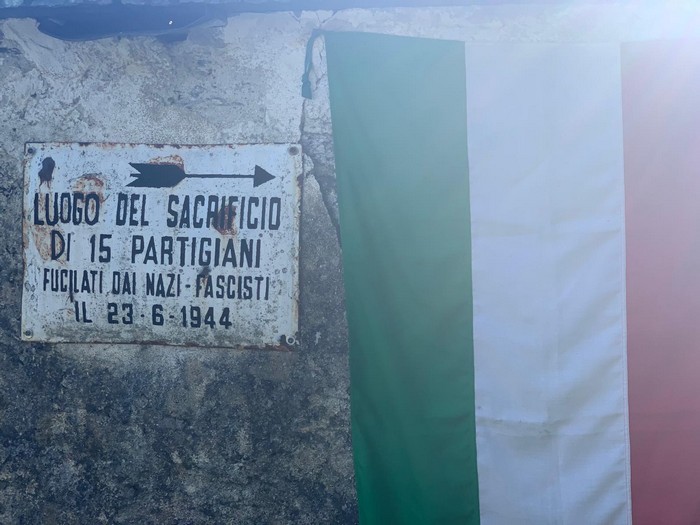 LUOGO DEL SACRIFICIO
DI 15 PARTIGIANI
FUCILATI DAI NAZI-FASCISTI
IL 23-6-1944